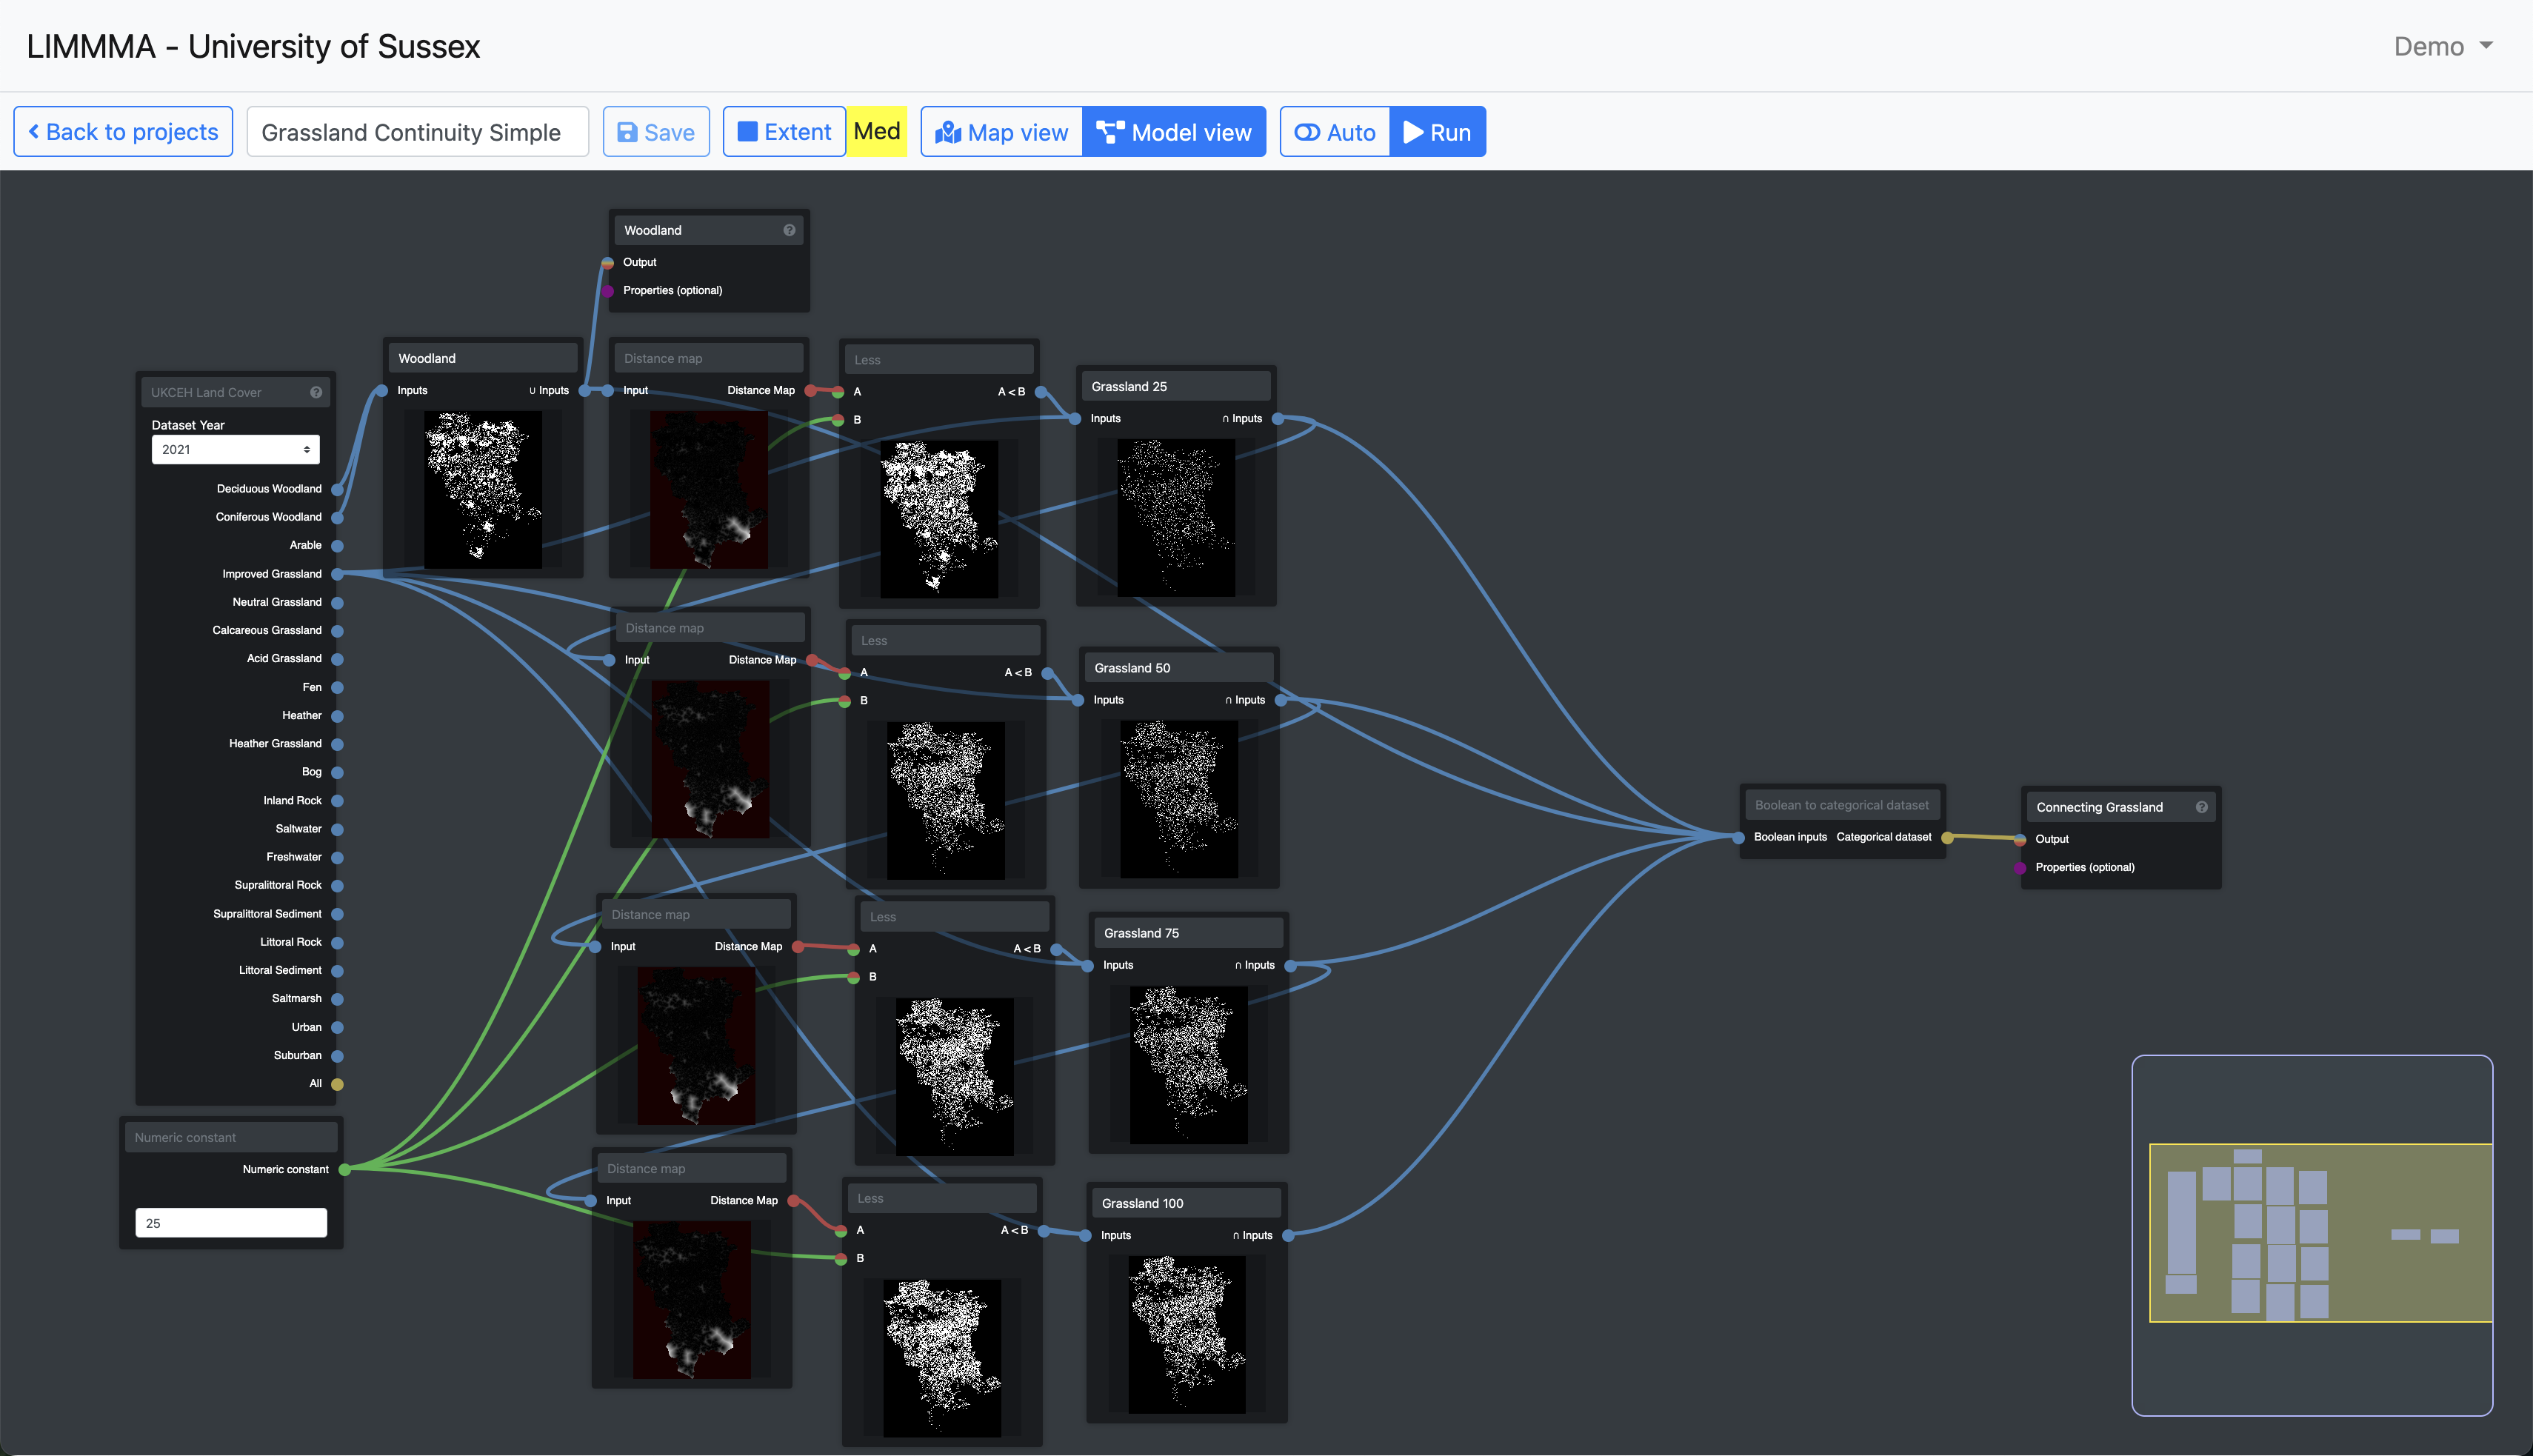 LIMMMA - University of Sussex
Demo
Back to projects
Grassland Continuity Simple
Save
Extent
Med
Map view
Model view
Auto
Run
Woodland
Output
Properties (optional)
UKCEH Land Cover
Dataset Year
2021
Deciduous Woodland
Coniferous Woodland
Arable
Improved Grassland
Neutral Grassland
Calcareous Grassland
Acid Grassland
Fen
Heather
Heather Grassland
Bog
Inland Rock
Saltwater
Freshwater
Supralittoral Rock
Supralittoral Sediment
Littoral Rock
Littoral Sediment
Saltmarsh
Urban
Suburban
All
Numeric constant
Numeric constant
25
Woodland
Inputs ∪ Inputs
Distance map
Input Distance Map
Less
A A < B
B
Grassland 25
Inputs ∩ Inputs
Distance map
Input Distance Map
Less
A A < B
B
Grassland 50
Inputs ∩ Inputs
Distance map
Input Distance Map
Less
A A < B
B
Grassland 75
Inputs ∩ Inputs
Distance map
Input Distance Map
Less
A A < B
B
Grassland 100
Inputs ∩ Inputs
Boolean to categorical dataset
Boolean inputs Categorical dataset
Connecting Grassland
Output
Properties (optional)